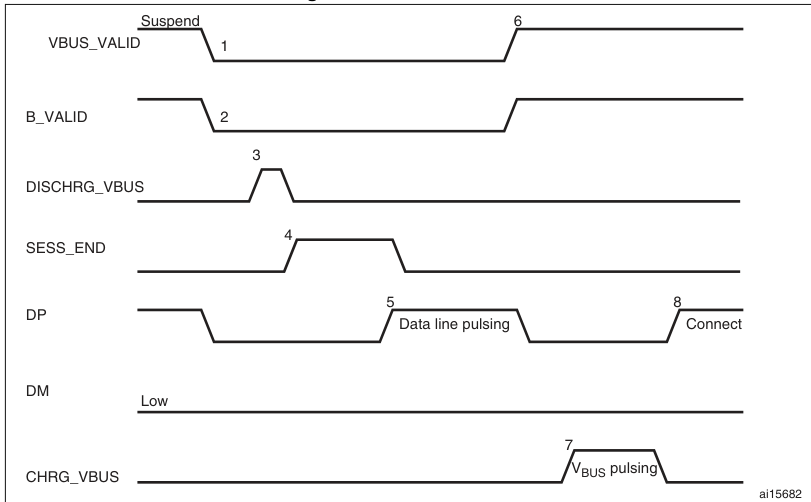 Suspend
6
VBUS_VALID
1
B_VALID
2
3
DISCHRG_VBUS
4
SESS_END
5
8
DP
Data line pulsing
Connect
DM
Low
7
VBUS pulsing
CHRG_VBUS
ai15682